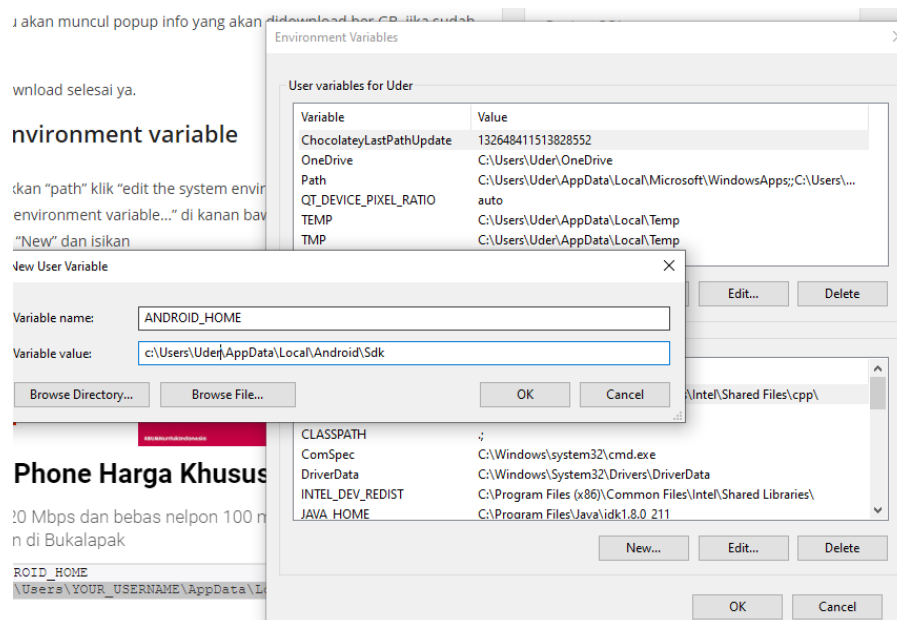 u akan muncul popup info yang akan didownload ber GB, jika sudah
wnload selesai ya.
nvironment variable
kkan “path” klik “edit the system envir
environment variable...” di kanan baw
“New” dan isikan
Environment Variables
User variables for Uder
Variable Value
ChocolateyLastPathUpdate 132648411513828552
OneDrive C:\Users\Uder\OneDrive
Path C:\Users\Uder\AppData\Local\Microsoft\WindowsApps;;C:\Users\...
QT_DEVICE_PIXEL_RATIO auto
TEMP C:\Users\Uder\AppData\Local\Temp
TMP C:\Users\Uder\AppData\Local\Temp
Edit... Delete
New User Variable
Variable name: ANDROID_HOME
Variable value: c:\Users\Uder\AppData\Local\Android\Sdk
Browse Directory... Browse File... OK Cancel
\Intel\Shared Files\cpp\
CLASSPATH .;
ComSpec C:\Windows\system32\cmd.exe
DriverData C:\Windows\System32\Drivers\DriverData
INTEL_DEV_REDIST C:\Program Files (x86)\Common Files\Intel\Shared Libraries\
JAVA_HOME C:\Program Files\Java\jdk1.8.0_211
New... Edit... Delete
OK Cancel
Phone Harga Khusus
20 Mbps dan bebas nelpon 100 m
n di Bukalapak
ROID_HOME
\Users\YOUR_USERNAME\AppData\Lo